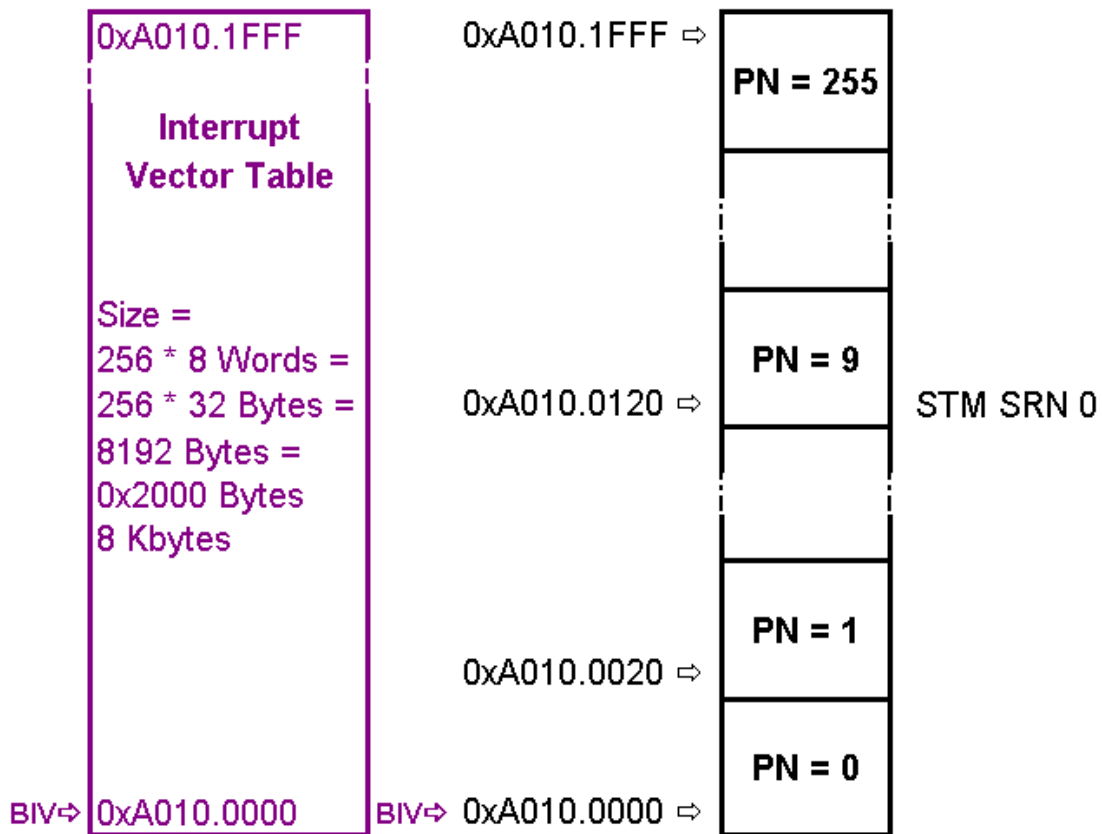 0xA010.1FFF
Interrupt
Vector Table
Size =
256 * 8 Words =
256 * 32 Bytes =
8192 Bytes =
0x2000 Bytes
8 Kbytes
BIV⇨ 0xA010.0000
0xA010.1FFF ⇨
PN = 255
PN = 9
0xA010.0120 ⇨
STM SRN 0
PN = 1
0xA010.0020 ⇨
PN = 0
BIV⇨ 0xA010.0000 ⇨